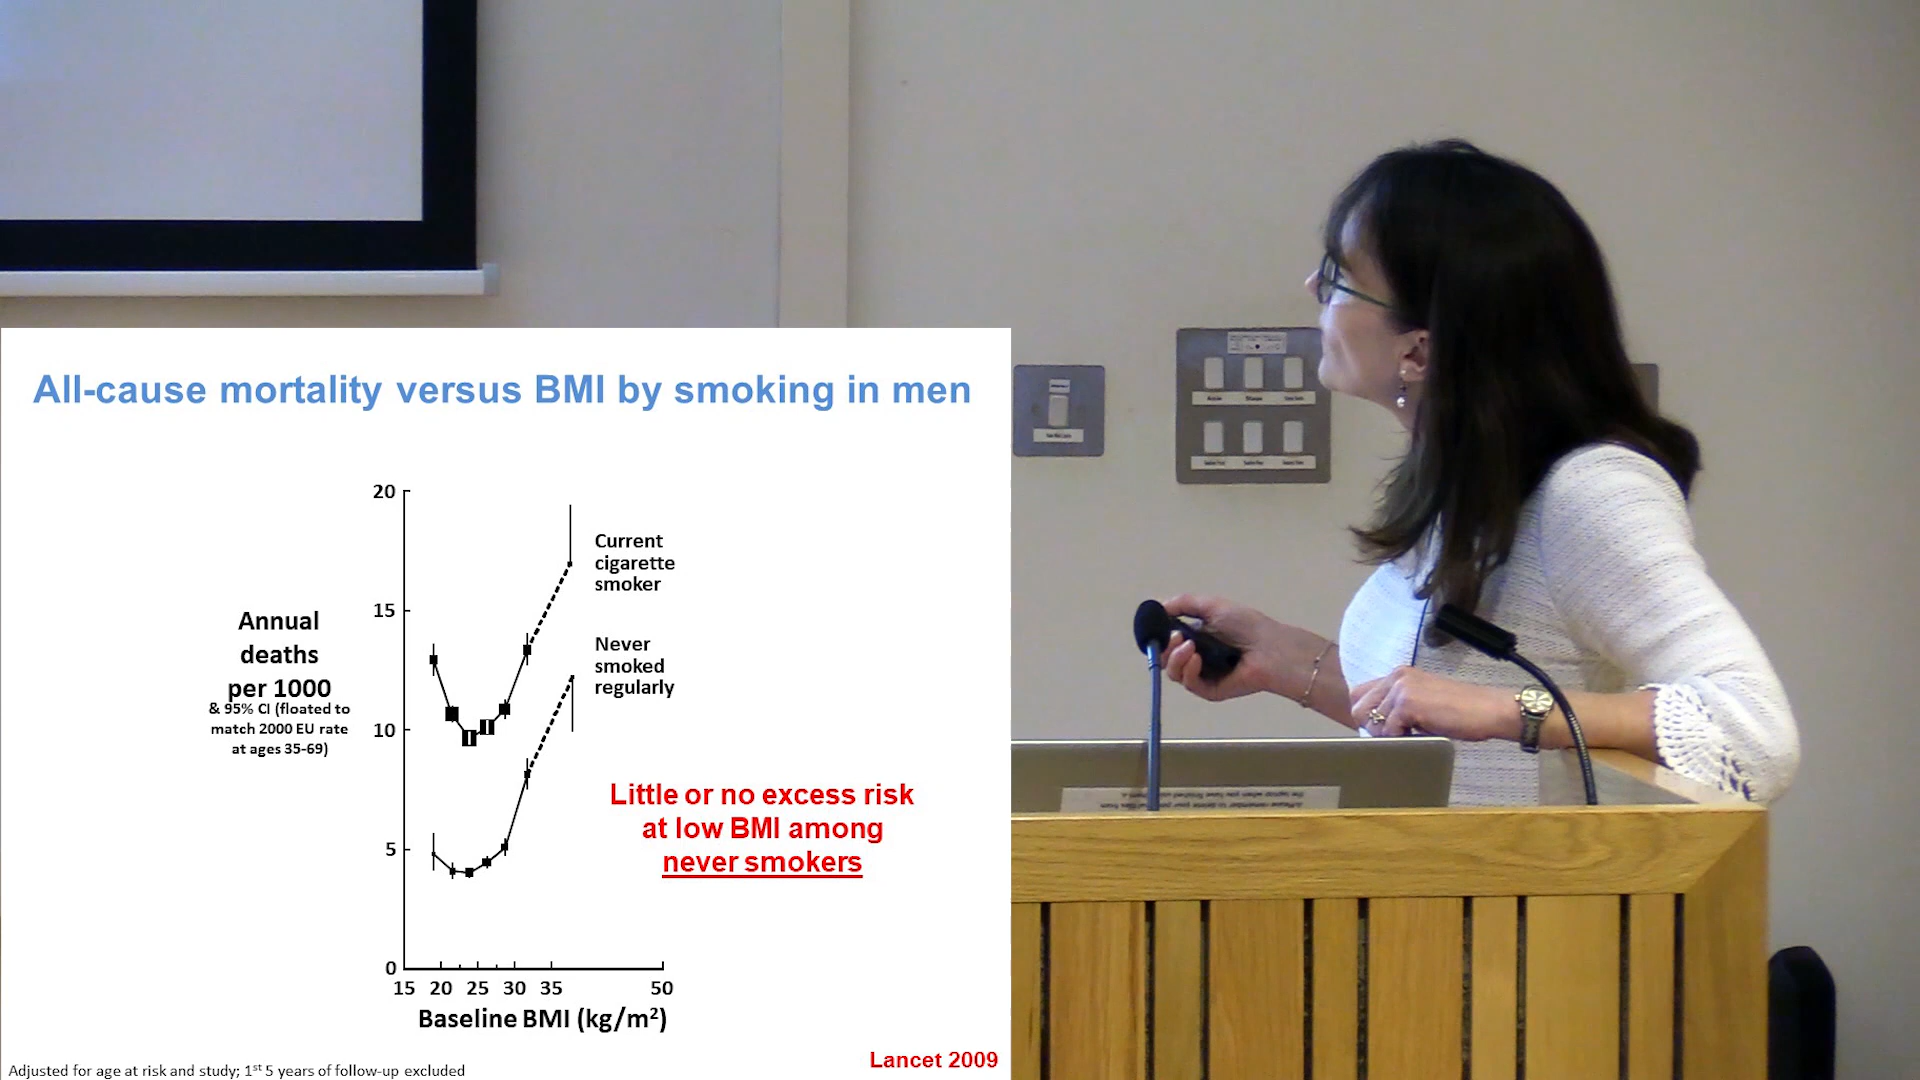 All-cause mortality versus BMI by smoking in men
20
15
10
5
0
Annual
deaths
per 1000
& 95% CI (floated to
match 2000 EU rate
at ages 35-69)
Current
cigarette
smoker
Never
smoked
regularly
Little or no excess risk
at low BMI among
never smokers
15 20 25 30 35 50
Baseline BMI (kg/m²)
Lancet 2009
Adjusted for age at risk and study; 1st 5 years of follow-up excluded